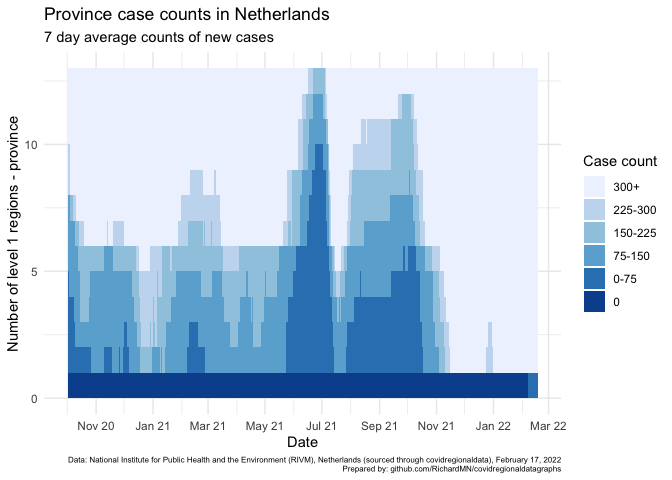 Province case counts in Netherlands
7 day average counts of new cases
Number of level 1 regions - province
10
5
0
Nov 20
Jan 21
Mar 21
May 21
Jul 21
Sep 21
Nov 21
Jan 22
Mar 22
Date
Case count
300+
225-300
150-225
75-150
0-75
0
Data: National Institute for Public Health and the Environment (RIVM), Netherlands (sourced through covidregionaldata), February 17, 2022
Prepared by: github.com/RichardMN/covidregionaldatagraphs